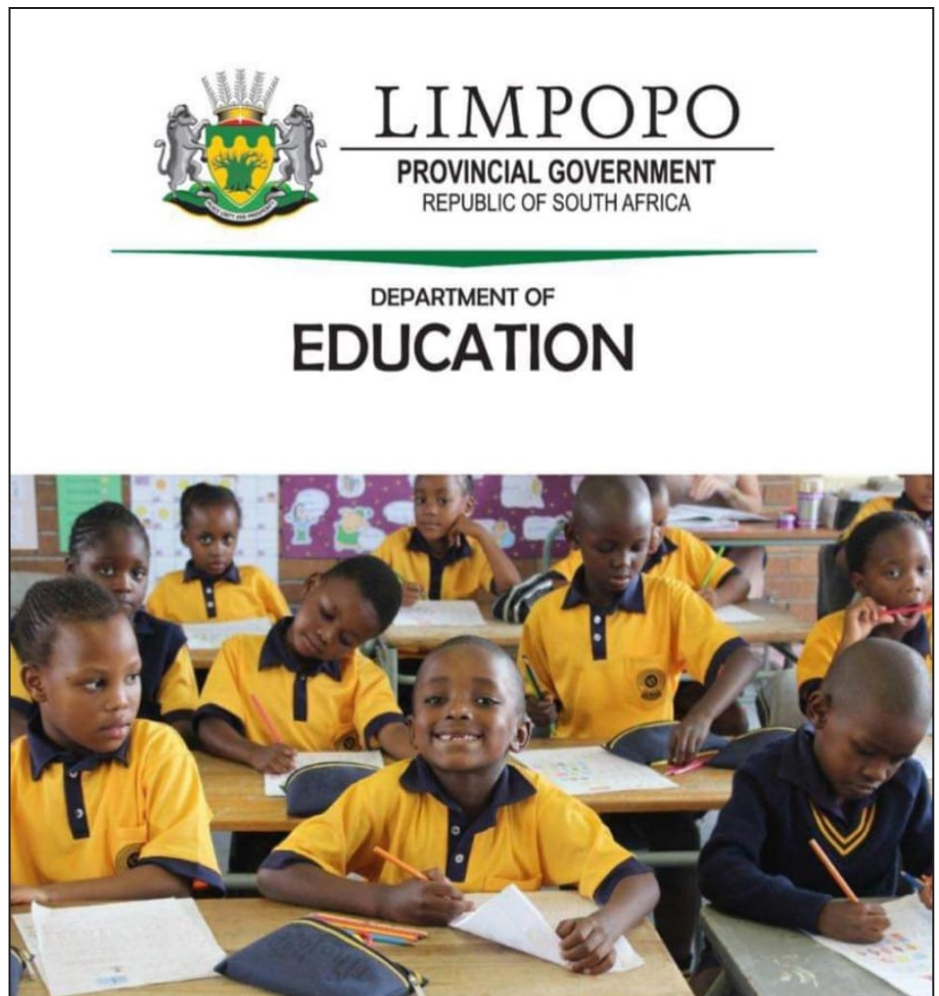 LIMPOPO
PROVINCIAL GOVERNMENT
REPUBLIC OF SOUTH AFRICA
DEPARTMENT OF
EDUCATION